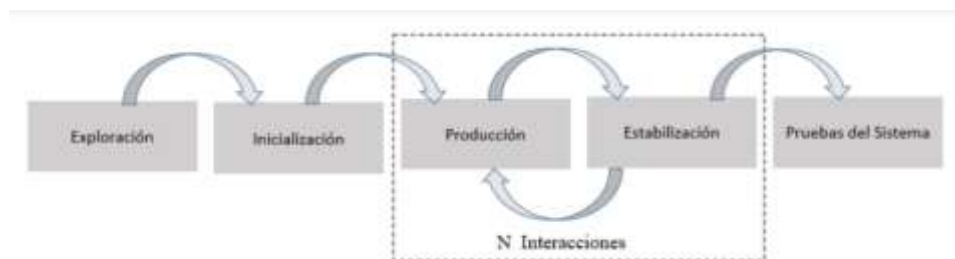 Exploración
Inicialización
Producción
Estabilización
Pruebas del Sistema
N Interacciones